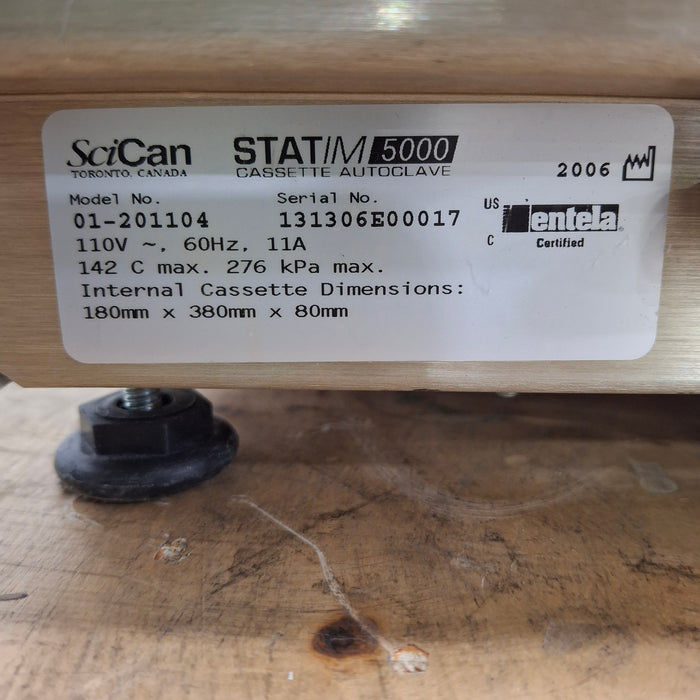 SciCan STATIM 5000
TORONTO, CANADA CASSETTE AUTOCLAVE
2006
Model No. Serial No.
01-201104 131306E00017
110V ~, 60Hz, 11A
142 C max. 276 kPa max.
Internal Cassette Dimensions:
180mm x 380mm x 80mm
US
entela
C
Certified